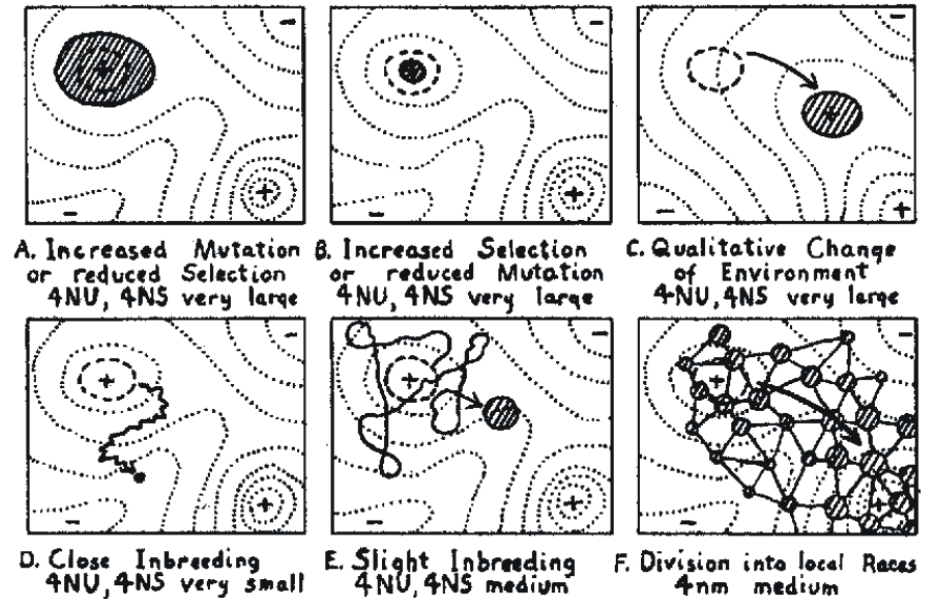 A. Increased Mutation
or reduced Selection
4NU, 4NS very large
B. Increased Selection
or reduced Mutation
4NU, 4NS very large
C. Qualitative Change
of Environment
4NU, 4NS very large
D. Close Inbreeding
4NU, 4NS very small
E. Slight Inbreeding
4NU, 4NS medium
F. Division into local Races
4nm medium